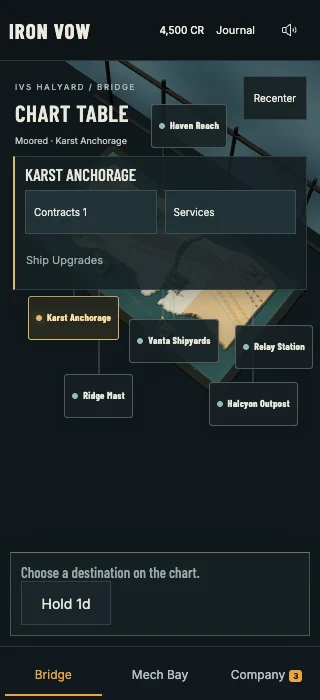 IRON VOW
4,500 CR
Journal
IVS HALYARD / BRIDGE
CHART TABLE
Moored · Karst Anchorage
Recenter
Haven Reach
KARST ANCHORAGE
Contracts 1
Services
Ship Upgrades
Karst Anchorage
Vanta Shipyards
Relay Station
Ridge Mast
Halcyon Outpost
Choose a destination on the chart.
Hold 1d
Bridge
Mech Bay
Company 3